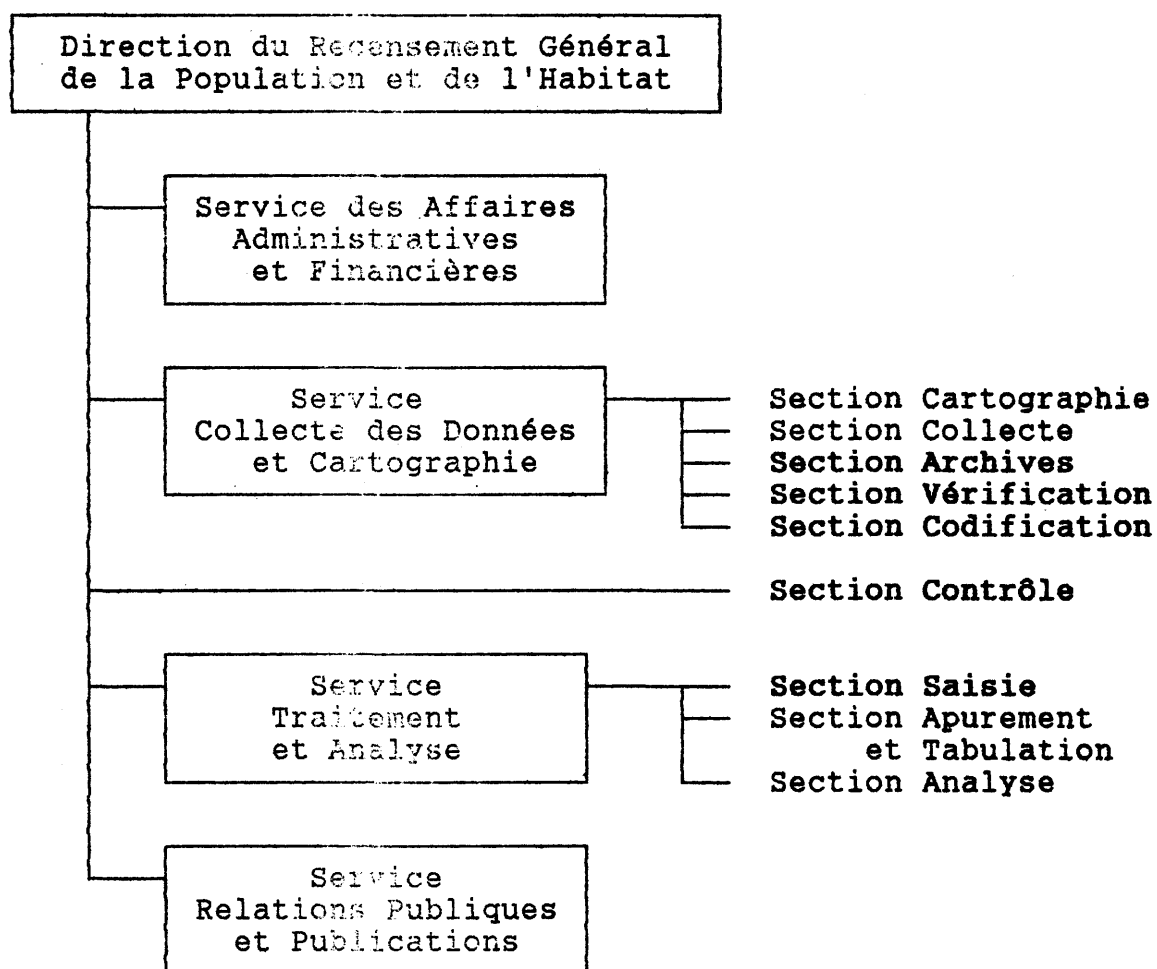 Direction du Recensement Général
de la Population et de l'Habitat
Service des Affaires
Administratives
et Financières
Service
Collecte des Données
et Cartographie
Section Cartographie
Section Collecte
Section Archives
Section Vérification
Section Codification
Section Contrôle
Service
Traitement
et Analyse
Section Saisie
Section Apurement
et Tabulation
Section Analyse
Service
Relations Publiques
et Publications